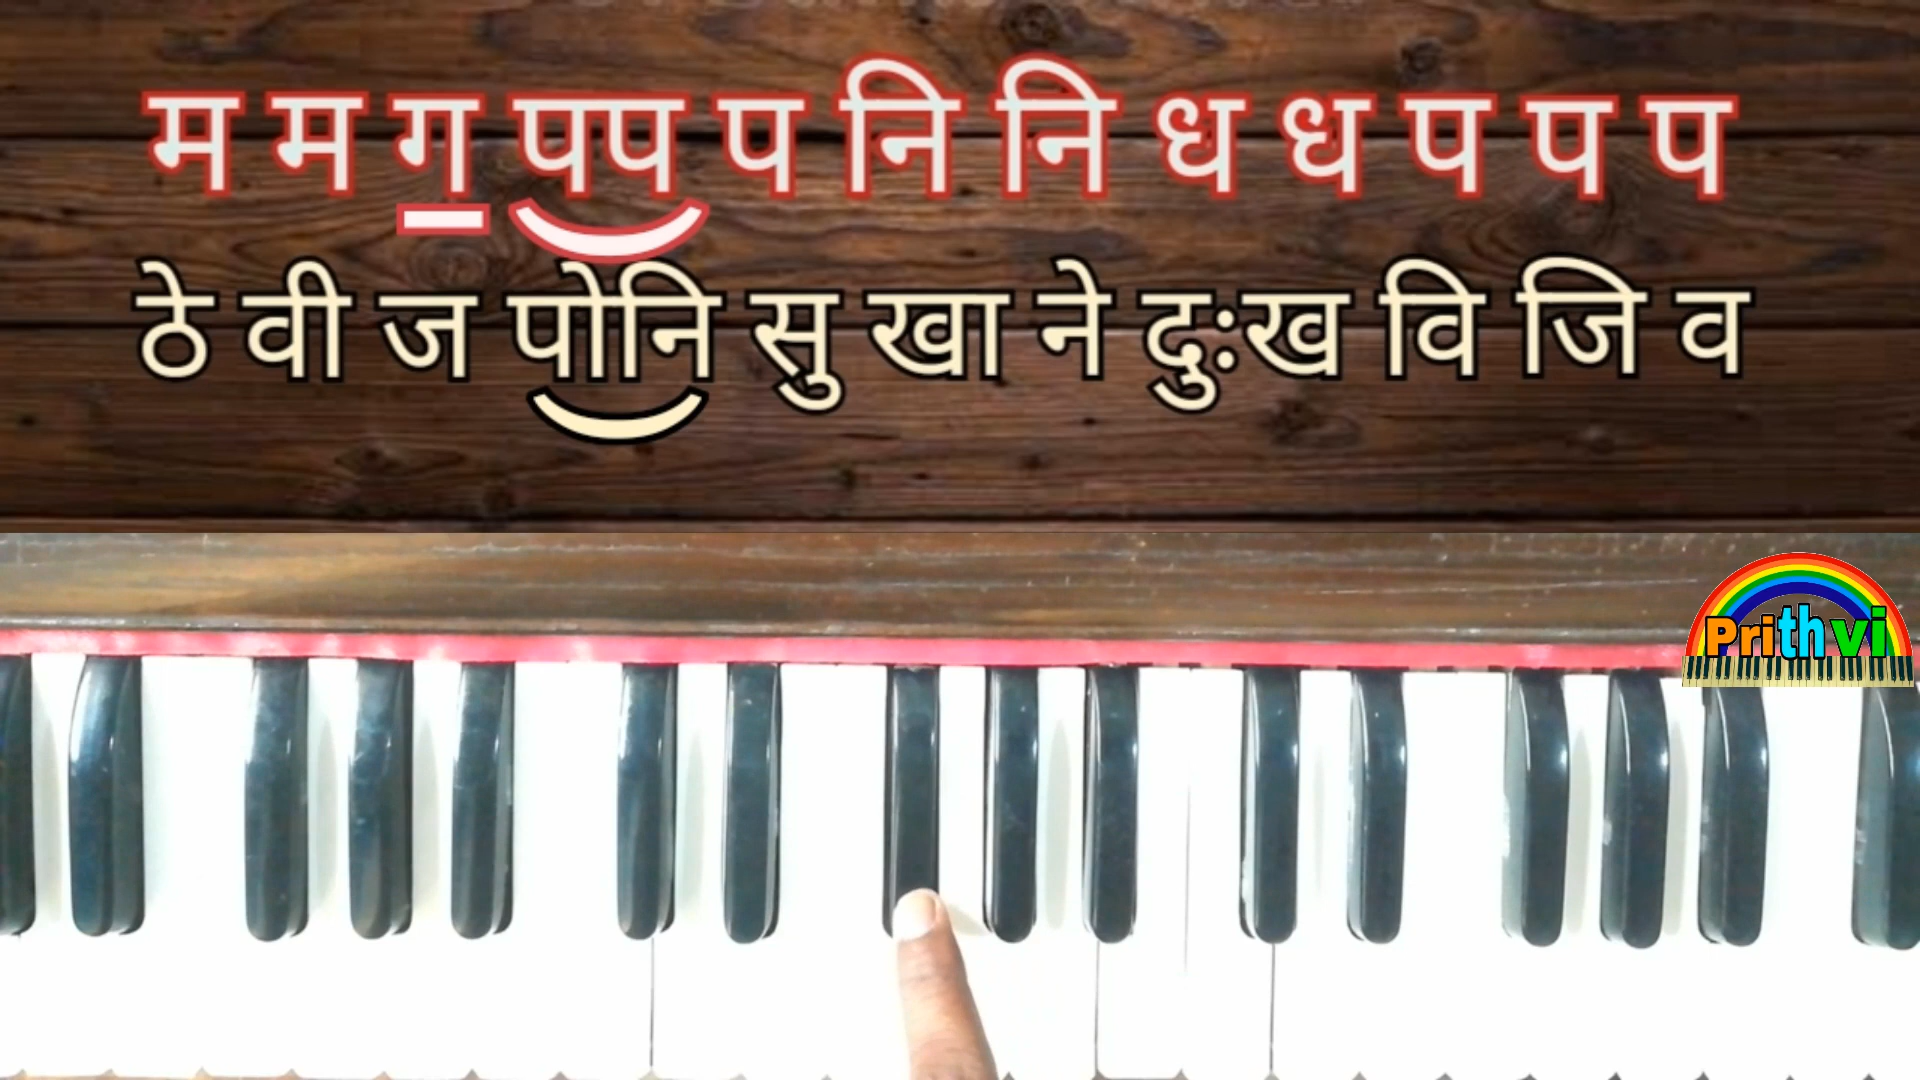 म म ग॒ पप प नि नि ध ध प प प
ठे वी ज पोनि सु खा ने दुःख वि जि व
Prithvi